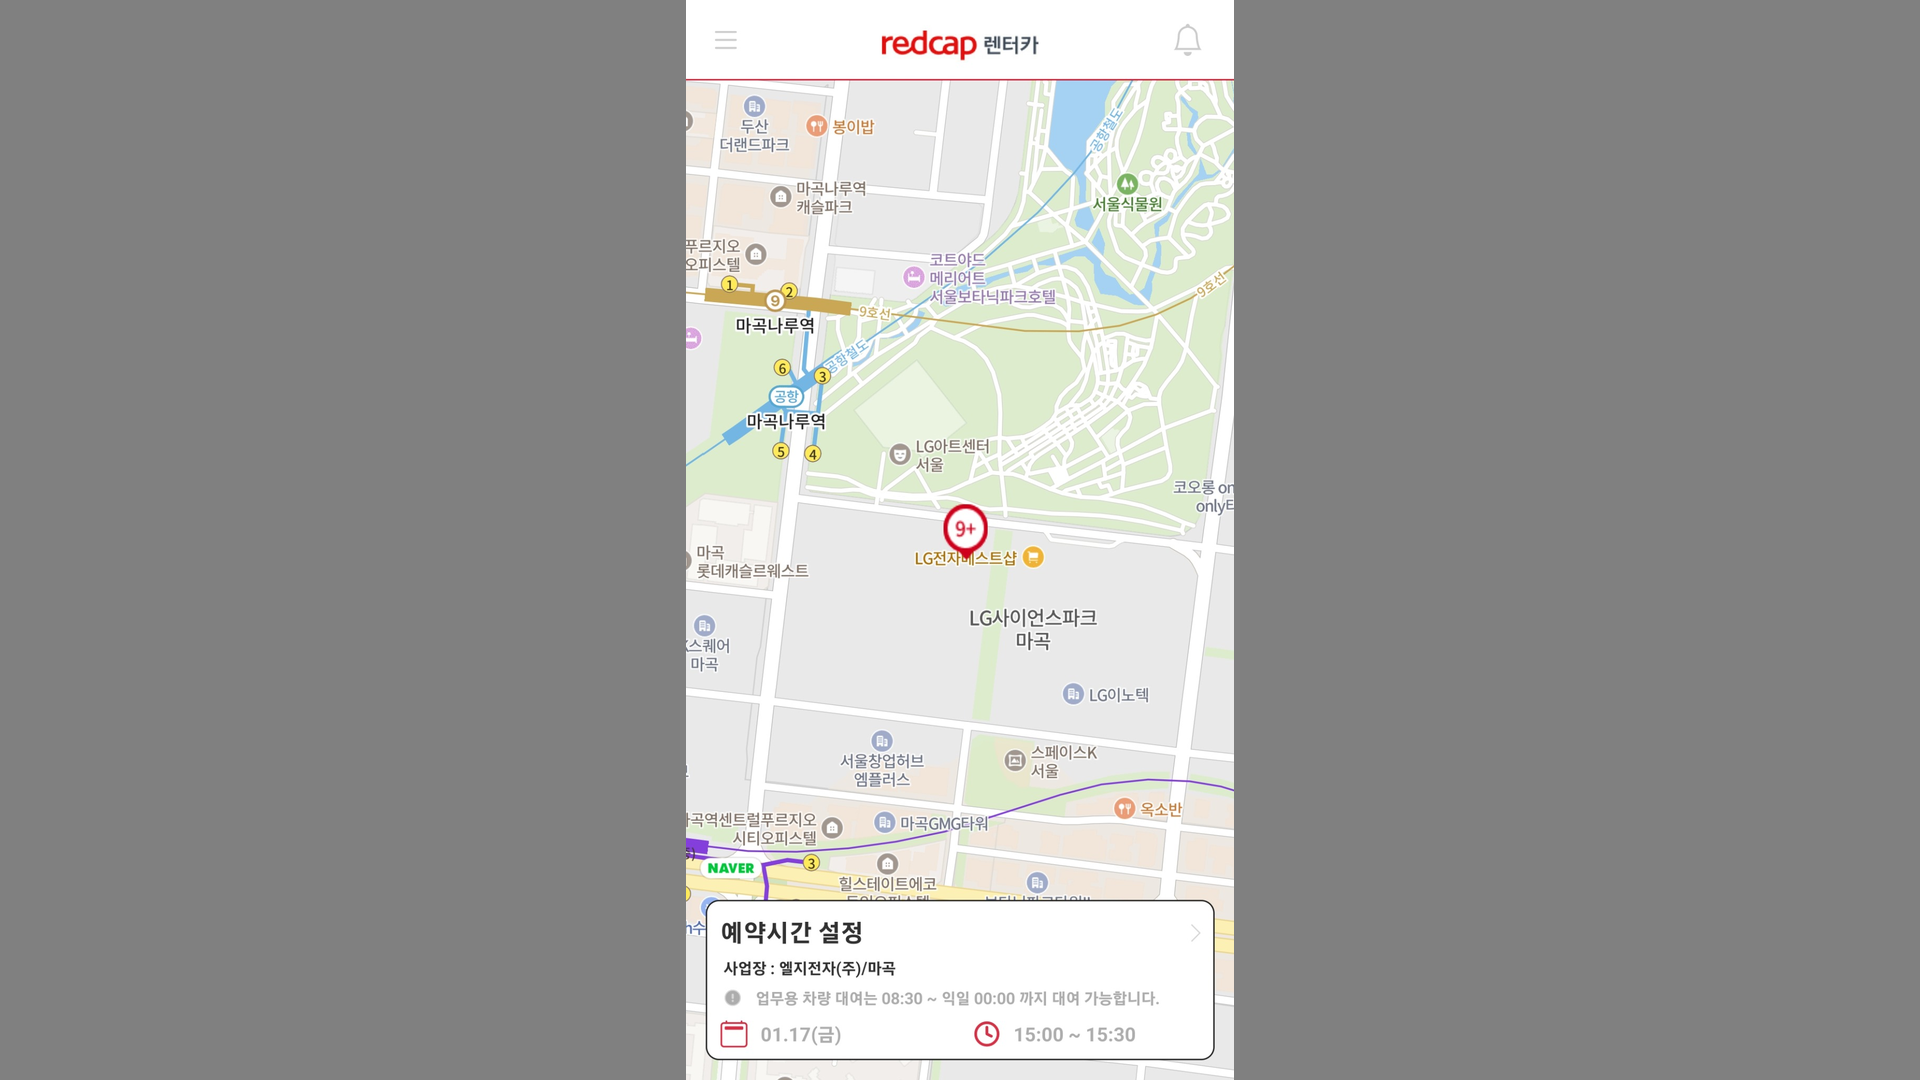 redcap 렌터카
두산
더랜드파크
봉이밥
공항철도
마곡나루역
캐슬파크
서울식물원
푸르지오
오피스텔
코트야드
메리어트
서울보타닉파크호텔
1
9
2
9호선
9호선
마곡나루역
공항철도
6
3
공항
마곡나루역
5
4
LG아트센터
서울
코오롱 on
only
9+
LG전자베스트샵
마곡
롯데캐슬르웨스트
LG사이언스파크
마곡
스퀘어
마곡
LG이노텍
서울창업허브
엠플러스
스페이스K
서울
옥소반
곡역센트럴푸르지오
시티오피스텔
마곡GMG타워
NAVER
3
힐스테이트에코
예약시간 설정
사업장 : 엘지전자(주)/마곡
업무용 차량 대여는 08:30 ~ 익일 00:00 까지 대여 가능합니다.
01.17(금)
15:00 ~ 15:30